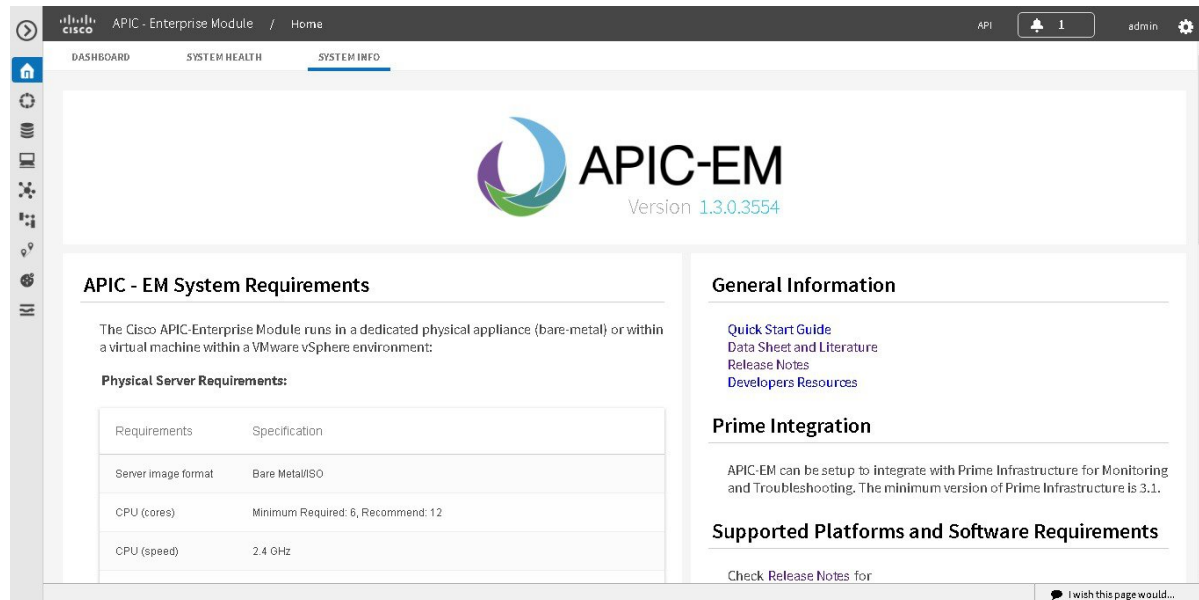 cisco APIC - Enterprise Module / Home API 1 admin
DASHBOARD SYSTEM HEALTH SYSTEM INFO
APIC-EM
Version 1.3.0.3554
APIC - EM System Requirements
The Cisco APIC-Enterprise Module runs in a dedicated physical appliance (bare-metal) or within
a virtual machine within a VMware vSphere environment:
Physical Server Requirements:
Requirements Specification
Server image format Bare Metal/ISO
CPU (cores) Minimum Required: 6, Recommend: 12
CPU (speed) 2.4 GHz
General Information
Quick Start Guide
Data Sheet and Literature
Release Notes
Developers Resources
Prime Integration
APIC-EM can be setup to integrate with Prime Infrastructure for Monitoring
and Troubleshooting. The minimum version of Prime Infrastructure is 3.1.
Supported Platforms and Software Requirements
Check Release Notes for
I wish this page would...